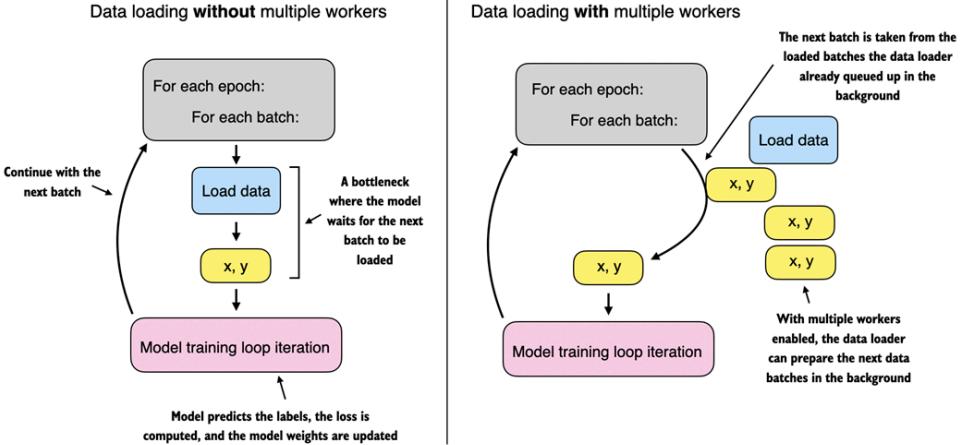 Data loading without multiple workers
For each epoch:
For each batch:
Continue with the
next batch
Load data
A bottleneck
where the model
waits for the next
batch to be
loaded
x, y
Model training loop iteration
Model predicts the labels, the loss is
computed, and the model weights are updated
Data loading with multiple workers
The next batch is taken from the
loaded batches the data loader
already queued up in the
background
For each epoch:
For each batch:
Load data
x, y
x, y
x, y
x, y
Model training loop iteration
With multiple workers
enabled, the data loader
can prepare the next data
batches in the background